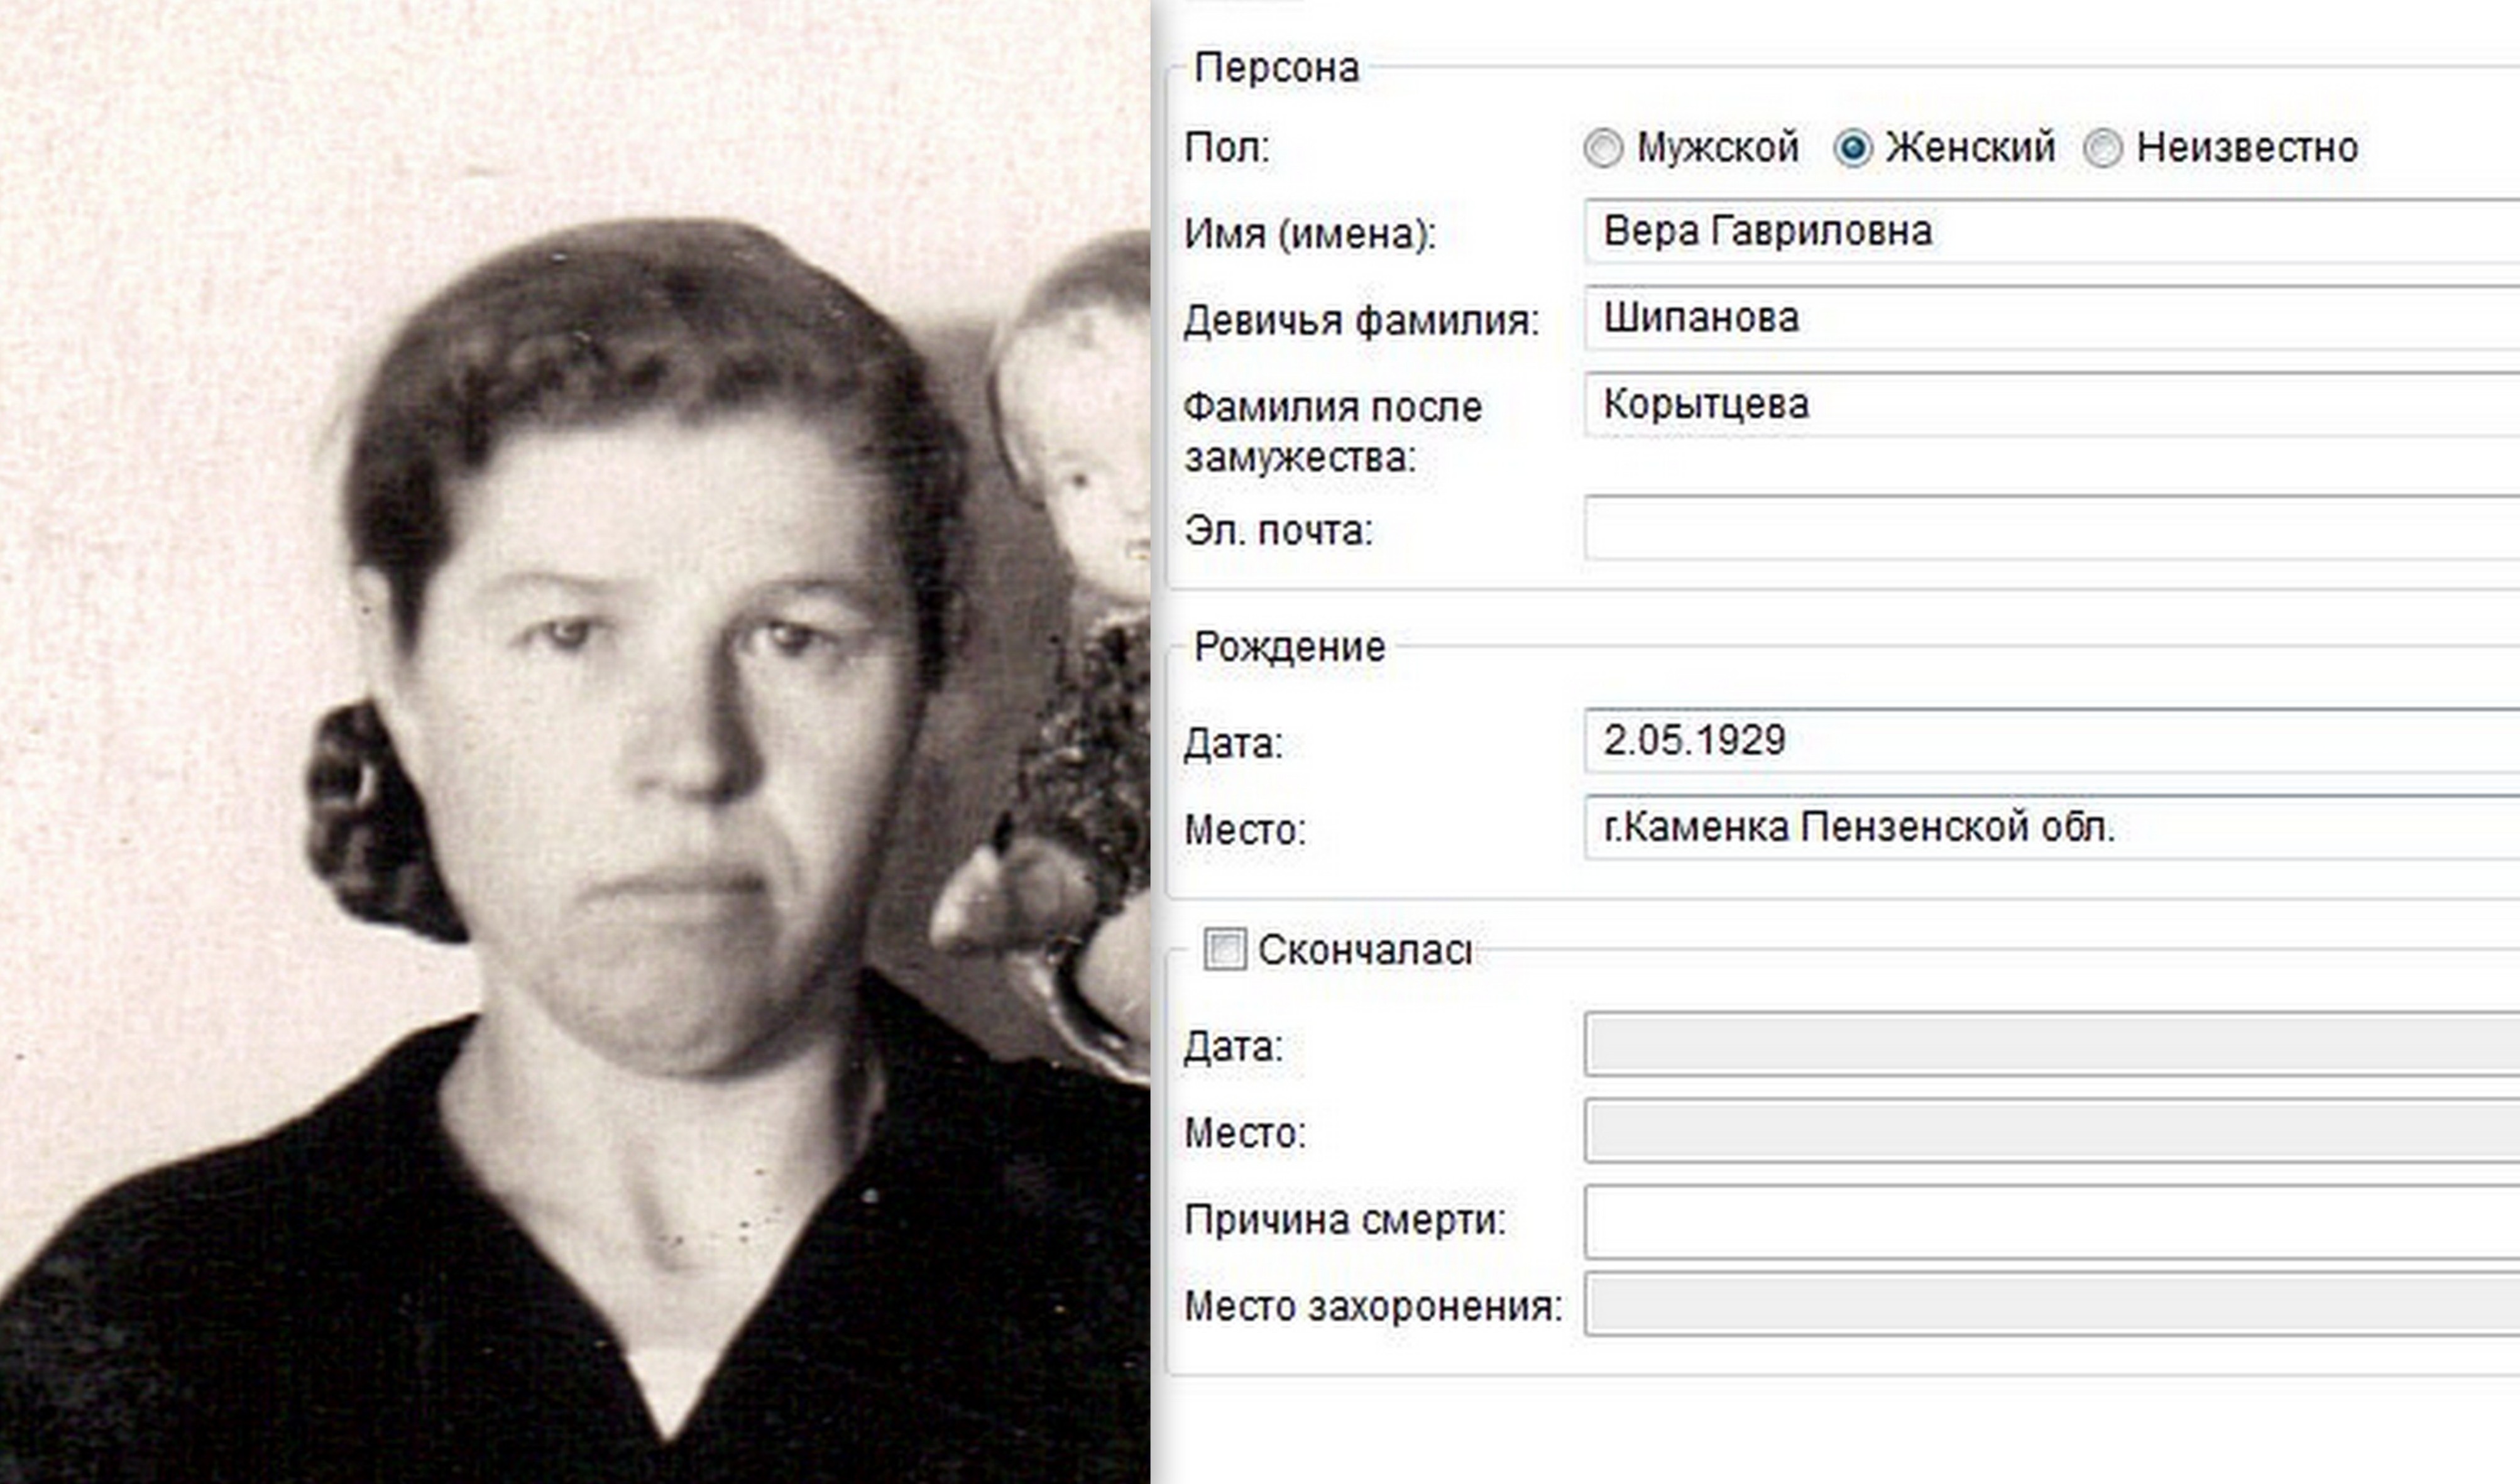 Персона
Пол: Мужской Женский Неизвестно
Имя (имена): Вера Гавриловна
Девичья фамилия: Шипанова
Фамилия после Корытцева
замужества:
Эл. почта:
Рождение
Дата: 2.05.1929
Место: г.Каменка Пензенской обл.
Скончалась
Дата:
Место:
Причина смерти:
Место захоронения: